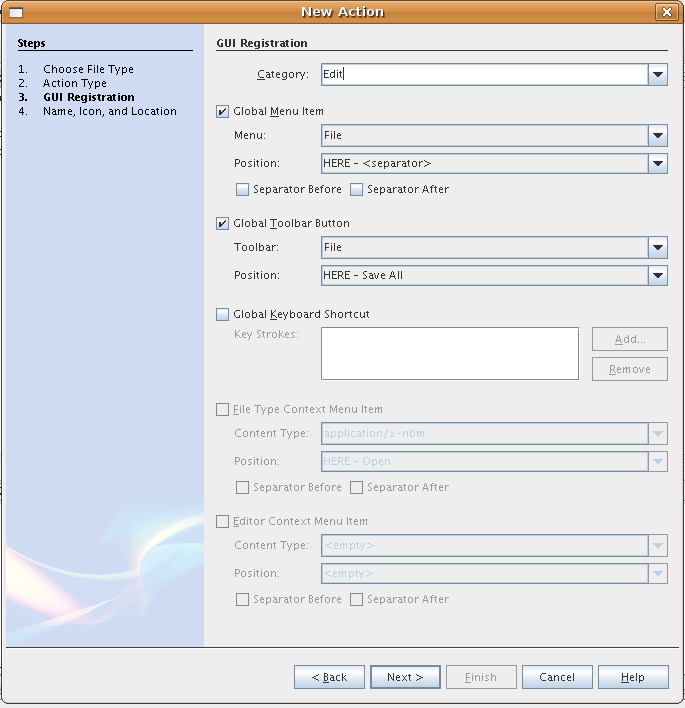 New Action
Steps
1. Choose File Type
2. Action Type
3. GUI Registration
4. Name, Icon, and Location
GUI Registration
Category: Edit
Global Menu Item
Menu: File
Position: HERE - <separator>
Separator Before Separator After
Global Toolbar Button
Toolbar: File
Position: HERE - Save All
Global Keyboard Shortcut
Key Strokes: Add...
Remove
File Type Context Menu Item
Content Type: application/x-nbm
Position: HERE - Open
Separator Before Separator After
Editor Context Menu Item
Content Type: <empty>
Position: <empty>
Separator Before Separator After
< Back Next > Finish Cancel Help